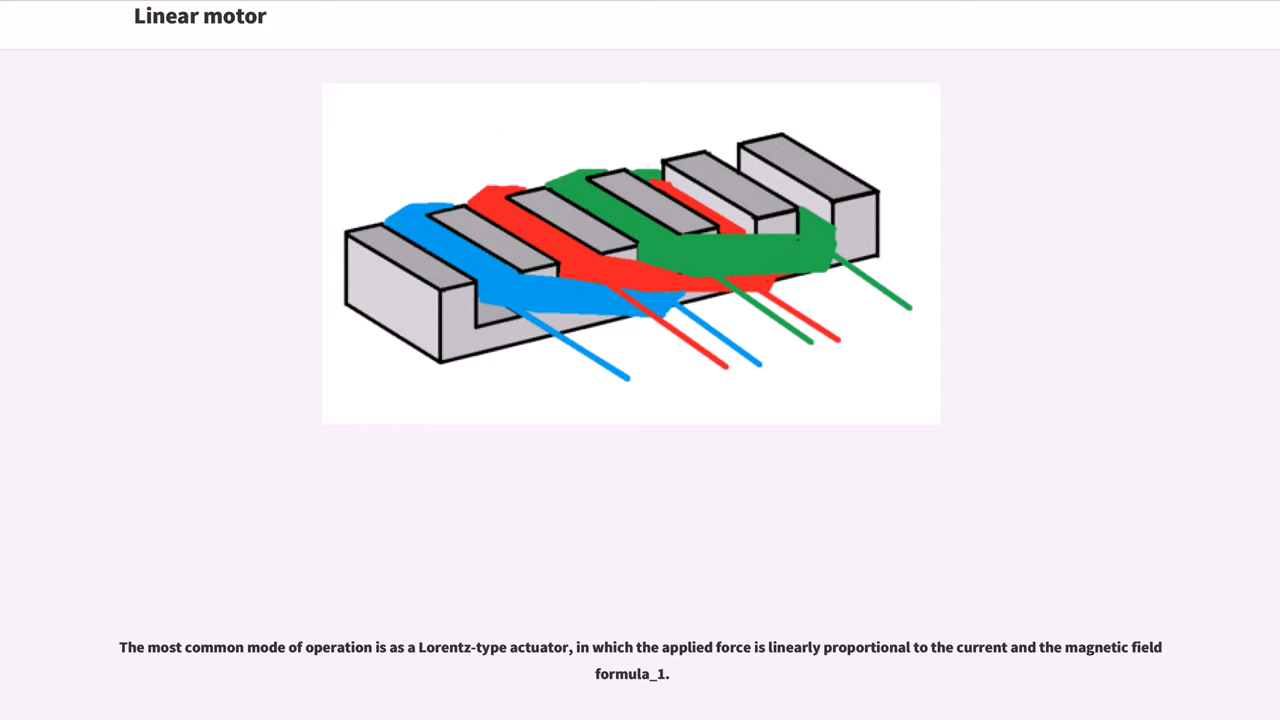 Linear motor
The most common mode of operation is as a Lorentz-type actuator, in which the applied force is linearly proportional to the current and the magnetic field
formula_1.